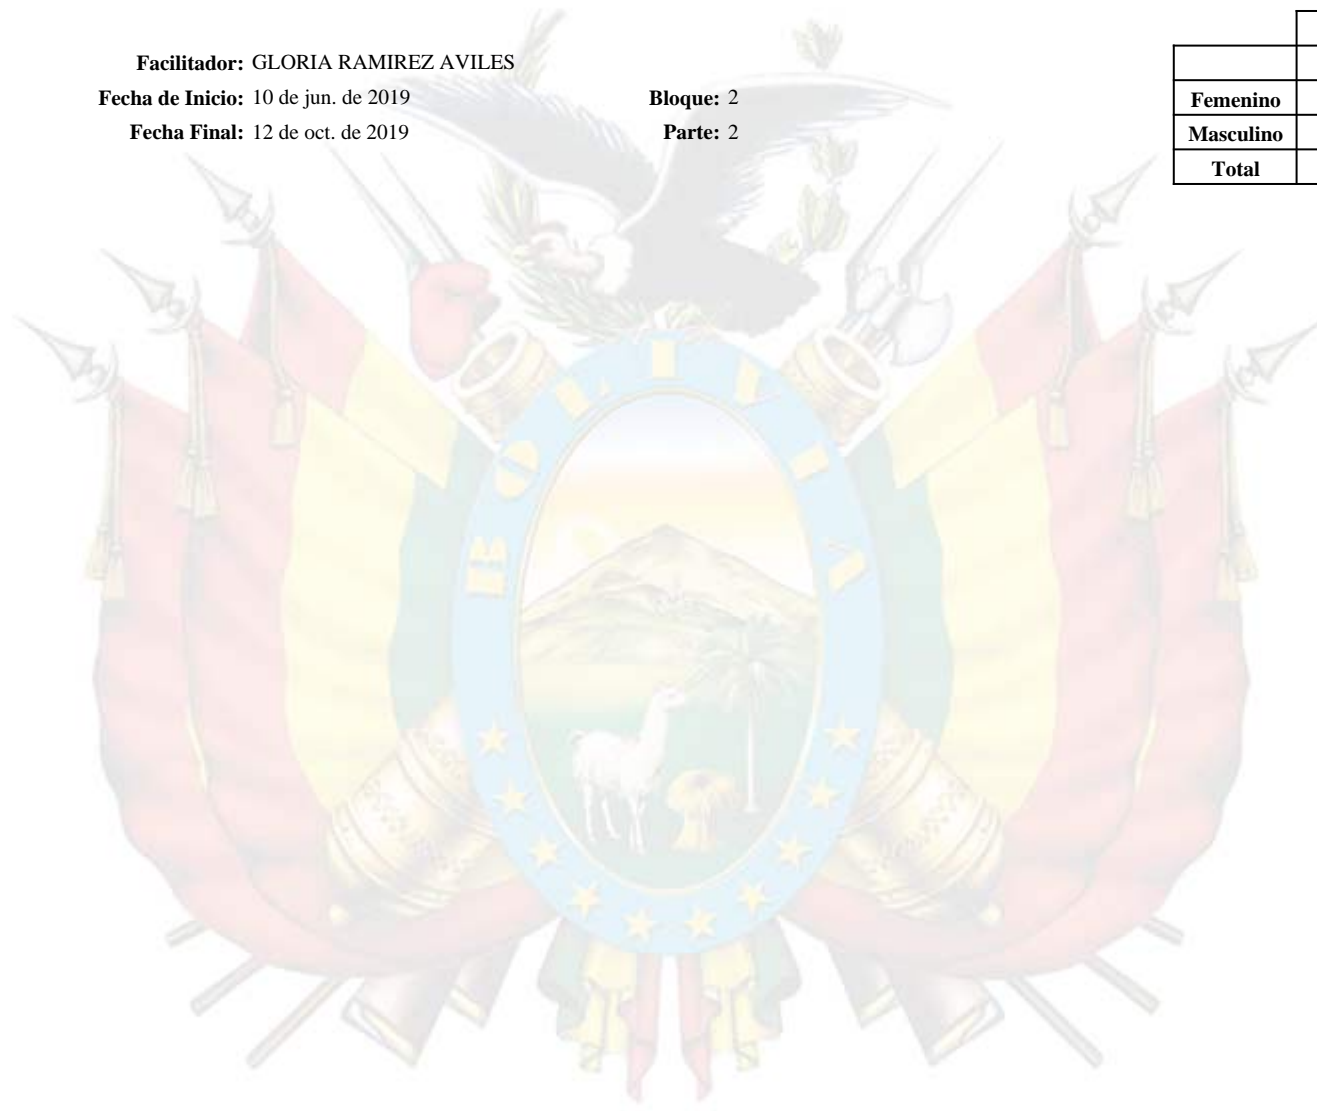 Facilitador: GLORIA RAMIREZ AVILES
Fecha de Inicio: 10 de jun. de 2019 Bloque: 2
Fecha Final: 12 de oct. de 2019 Parte: 2
Femenino
Masculino
Total
BOLIVIA